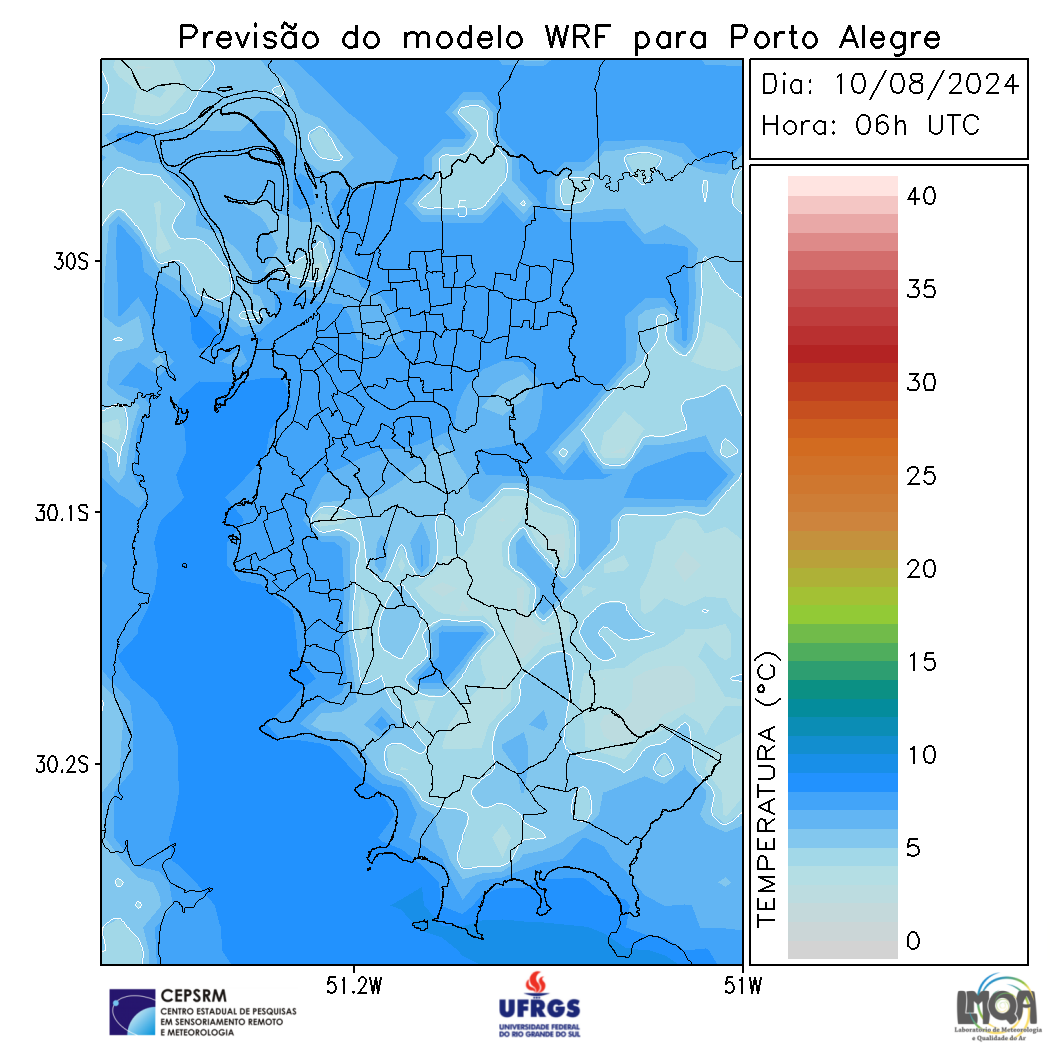 Previsão do modelo WRF para Porto Alegre
Dia: 10/08/2024
Hora: 06h UTC
40
35
30
25
20
15
10
5
0
TEMPERATURA (°C)
5
30S
30.1S
30.2S
51.2W
51W
CEPSRM
CENTRO ESTADUAL DE PESQUISAS
EM SENSORIAMENTO REMOTO
E METEOROLOGIA
UFRGS
UNIVERSIDADE FEDERAL
DO RIO GRANDE DO SUL
LMQA
Laboratório de Meteorologia
e Qualidade do Ar